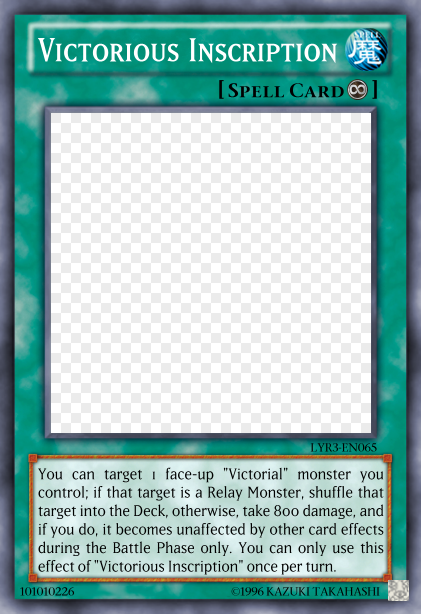 Victorious Inscription
SPELL
魔
[Spell Card]
LYR3-EN065
You can target 1 face-up "Victorial" monster you
control; if that target is a Relay Monster, shuffle that
target into the Deck, otherwise, take 800 damage, and
if you do, it becomes unaffected by other card effects
during the Battle Phase only. You can only use this
effect of "Victorious Inscription" once per turn.
101010226
©1996 KAZUKI TAKAHASHI